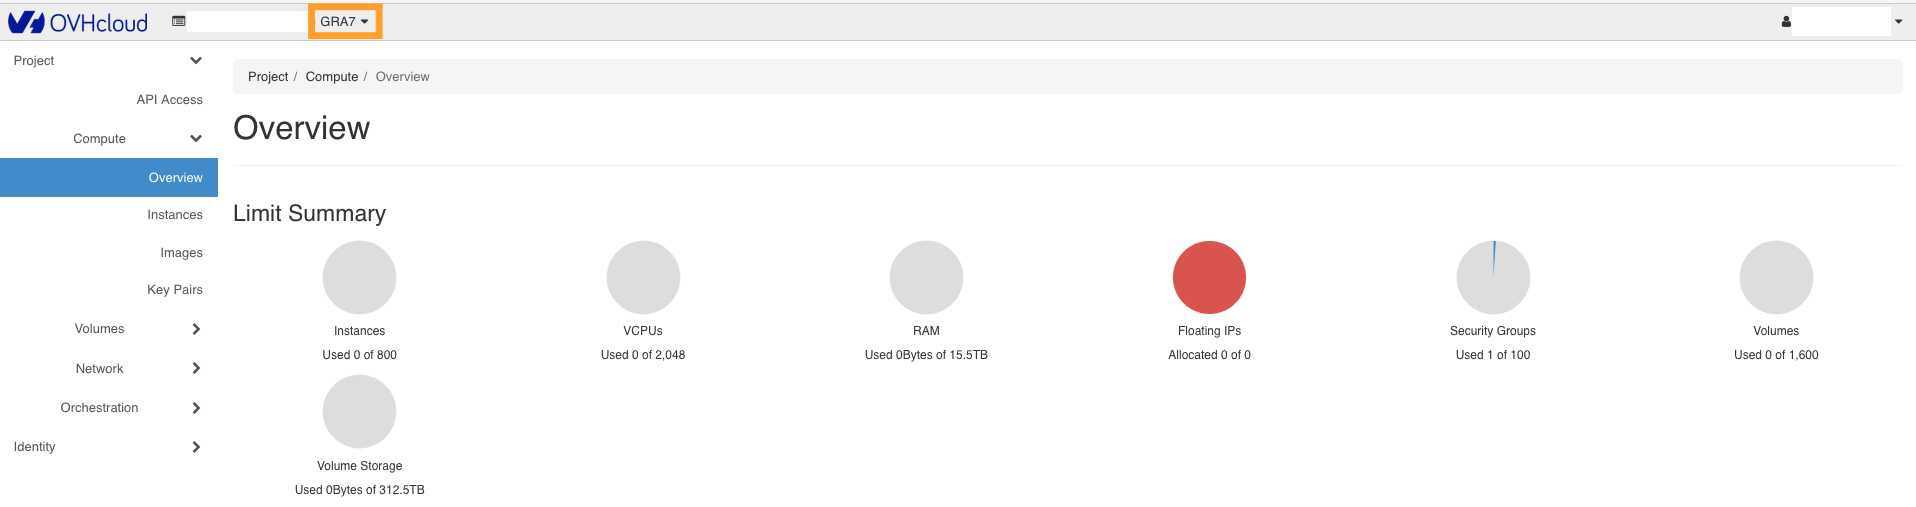 OVHcloud GRA7
Project
API Access
Compute
Overview
Instances
Images
Key Pairs
Volumes
Network
Orchestration
Identity
Project / Compute / Overview
Overview
Limit Summary
Instances
Used 0 of 800
VCPUs
Used 0 of 2,048
RAM
Used 0Bytes of 15.5TB
Floating IPs
Allocated 0 of 0
Security Groups
Used 1 of 100
Volumes
Used 0 of 1,600
Volume Storage
Used 0Bytes of 312.5TB